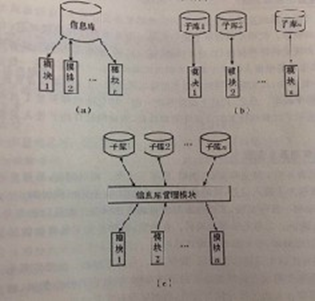 信息库
模块1 模块2 … 模块r
(a)
子库1 子库2 子库n
模块1 模块2 … 模块n
(b)
子库1 子库2 … 子库n
信息库管理模块
模块1 模块2 … 模块n
(c)